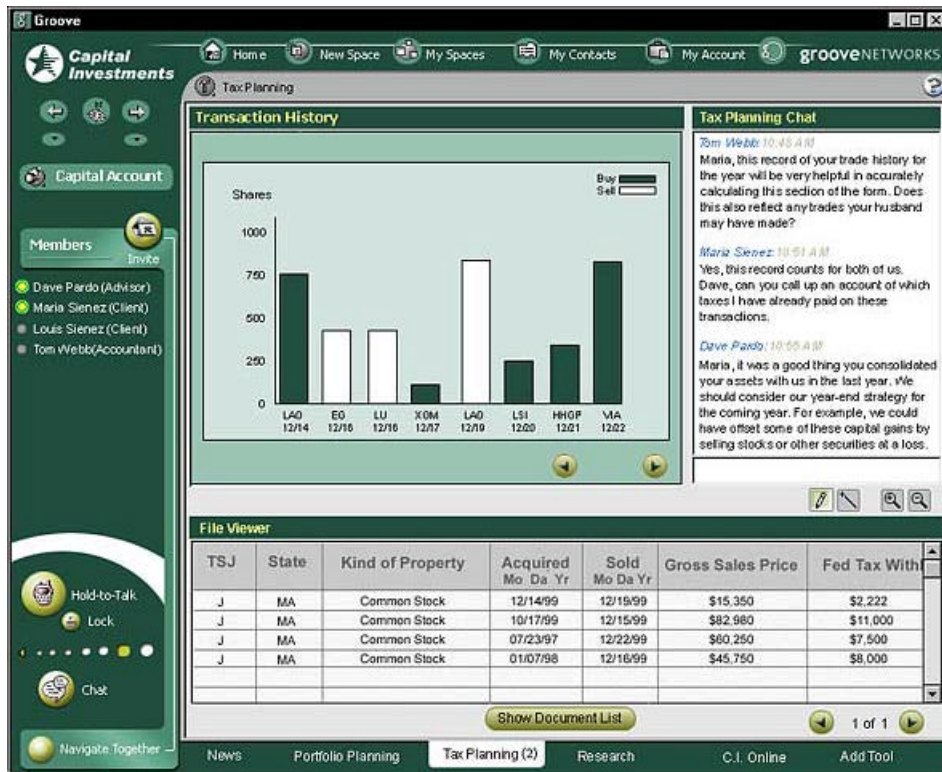 Groove
Capital
Investments
Home
New Space
My Spaces
My Contacts
My Account
grooveNETWORKS
Tax Planning
Capital Account
Members
Invite
Dave Pardo (Advisor)
Maria Sienez (Client)
Louis Sienez (Client)
Tom Webb(Accountant)
Transaction History
Buy
Sell
Shares
1000
750
500
250
0
LAO EG LU XOM LAO LSI HHGP VIA
12/14 12/16 12/16 12/17 12/19 12/20 12/21 12/22
Tax Planning Chat
Tom Webb: 10:48 AM
Maria, this record of your trade history for
the year will be very helpful in accurately
calculating this section of the form. Does
this also reflect any trades your husband
may have made?
Maria Sienez: 10:51 AM
Yes, this record counts for both of us.
Dave, can you call up an account of which
taxes I have already paid on these
transactions.
Dave Pardo: 10:55 AM
Maria, it was a good thing you consolidated
your assets with us in the last year. We
should consider our year-end strategy for
the coming year. For example, we could
have offset some of these capital gains by
selling stocks or other securities at a loss.
File Viewer
TSJ State Kind of Property Acquired Sold Gross Sales Price Fed Tax With
Mo Da Yr Mo Da Yr
J MA Common Stock 12/14/99 12/19/99 $15,350 $2,222
J MA Common Stock 10/17/99 12/15/99 $82,980 $11,000
J MA Common Stock 07/23/97 12/22/99 $60,250 $7,500
J MA Common Stock 01/07/98 12/16/99 $45,750 $8,000
Show Document List
1 of 1
Hold-to-Talk
Lock
Chat
Navigate Together
News
Portfolio Planning
Tax Planning (2)
Research
C.I. Online
Add Tool